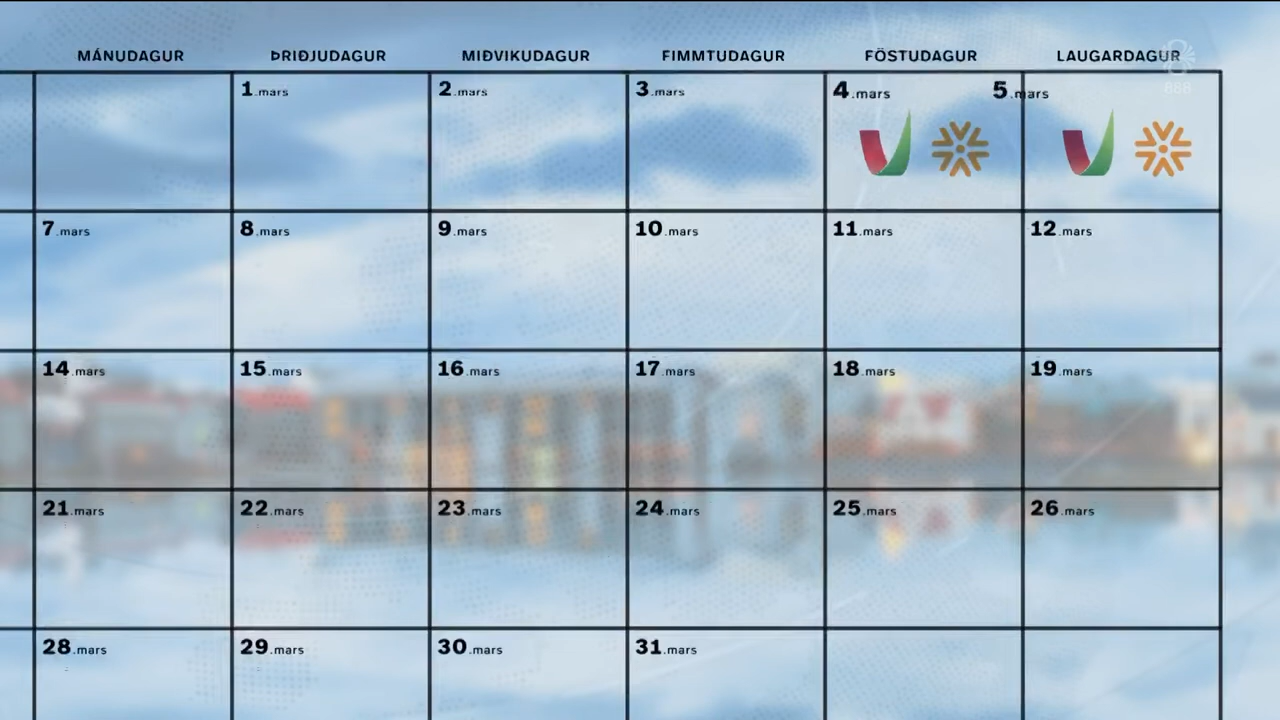 MÁNUDAGUR ÞRIÐJUDAGUR MIÐVIKUDAGUR FIMMTUDAGUR FÖSTUDAGUR LAUGARDAGUR
888
1.mars 2.mars 3.mars 4.mars 5.mars
7.mars 8.mars 9.mars 10.mars 11.mars 12.mars
14.mars 15.mars 16.mars 17.mars 18.mars 19.mars
21.mars 22.mars 23.mars 24.mars 25.mars 26.mars
28.mars 29.mars 30.mars 31.mars